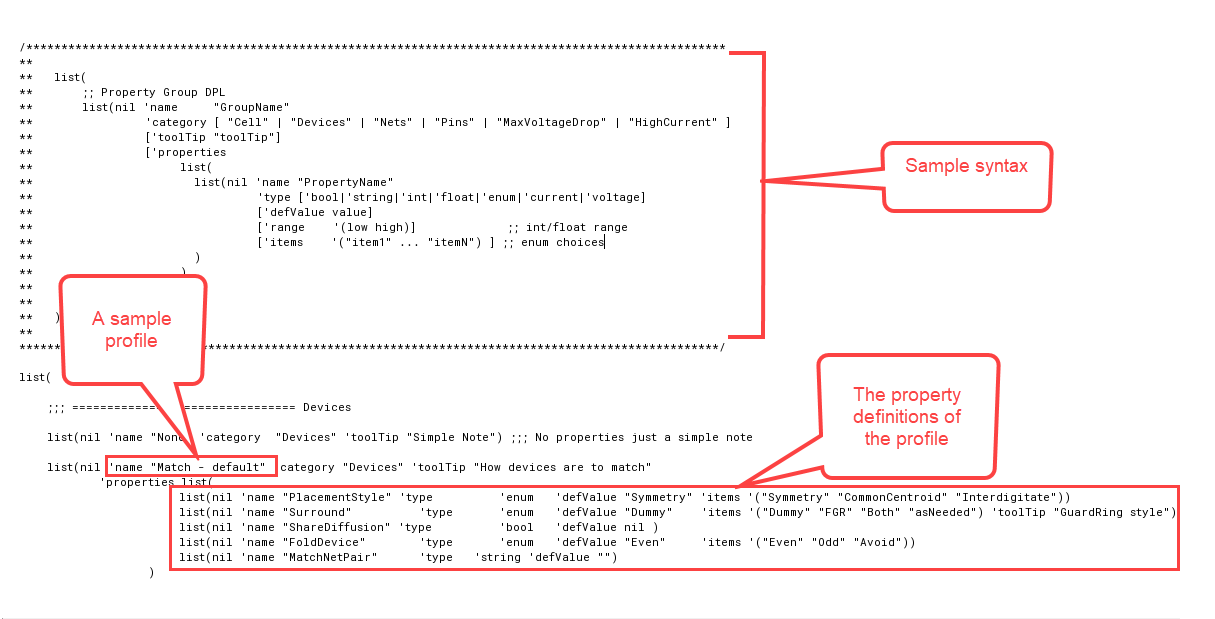 /****************************************************************************************************
**
**   list(
**       ;; Property Group DPL
**       list(nil 'name     "GroupName"
**                'category [ "Cell" | "Devices" | "Nets" | "Pins" | "MaxVoltageDrop" | "HighCurrent" ]
**                ['toolTip "toolTip"]
**                ['properties
**                     list(
**                       list(nil 'name "PropertyName"
**                                'type ['bool|'string|'int|'float|'enum|'current|'voltage]
**                                ['defValue value]
**                                ['range    '(low high)]             ;; int/float range
**                                ['items    '("item1" ... "itemN") ] ;; enum choices
**                       )
**                     )
**
**
**   )
**
****************************************************************************************************/
Sample syntax
A sample
profile
The property
definitions of
the profile
list(
;;; ================================ Devices
list(nil 'name "None" 'category  "Devices" 'toolTip "Simple Note") ;;; No properties just a simple note
list(nil 'name "Match - default" category "Devices" 'toolTip "How devices are to match"
'properties list(
list(nil 'name "PlacementStyle" 'type          'enum   'defValue "Symmetry" 'items '("Symmetry" "CommonCentroid" "Interdigitate"))
list(nil 'name "Surround"          'type       'enum   'defValue "Dummy"    'items '("Dummy" "FGR" "Both" "asNeeded") 'toolTip "GuardRing style")
list(nil 'name "ShareDiffusion" 'type          'bool   'defValue nil )
list(nil 'name "FoldDevice"        'type       'enum   'defValue "Even"     'items '("Even" "Odd" "Avoid"))
list(nil 'name "MatchNetPair"      'type   'string 'defValue "")
)